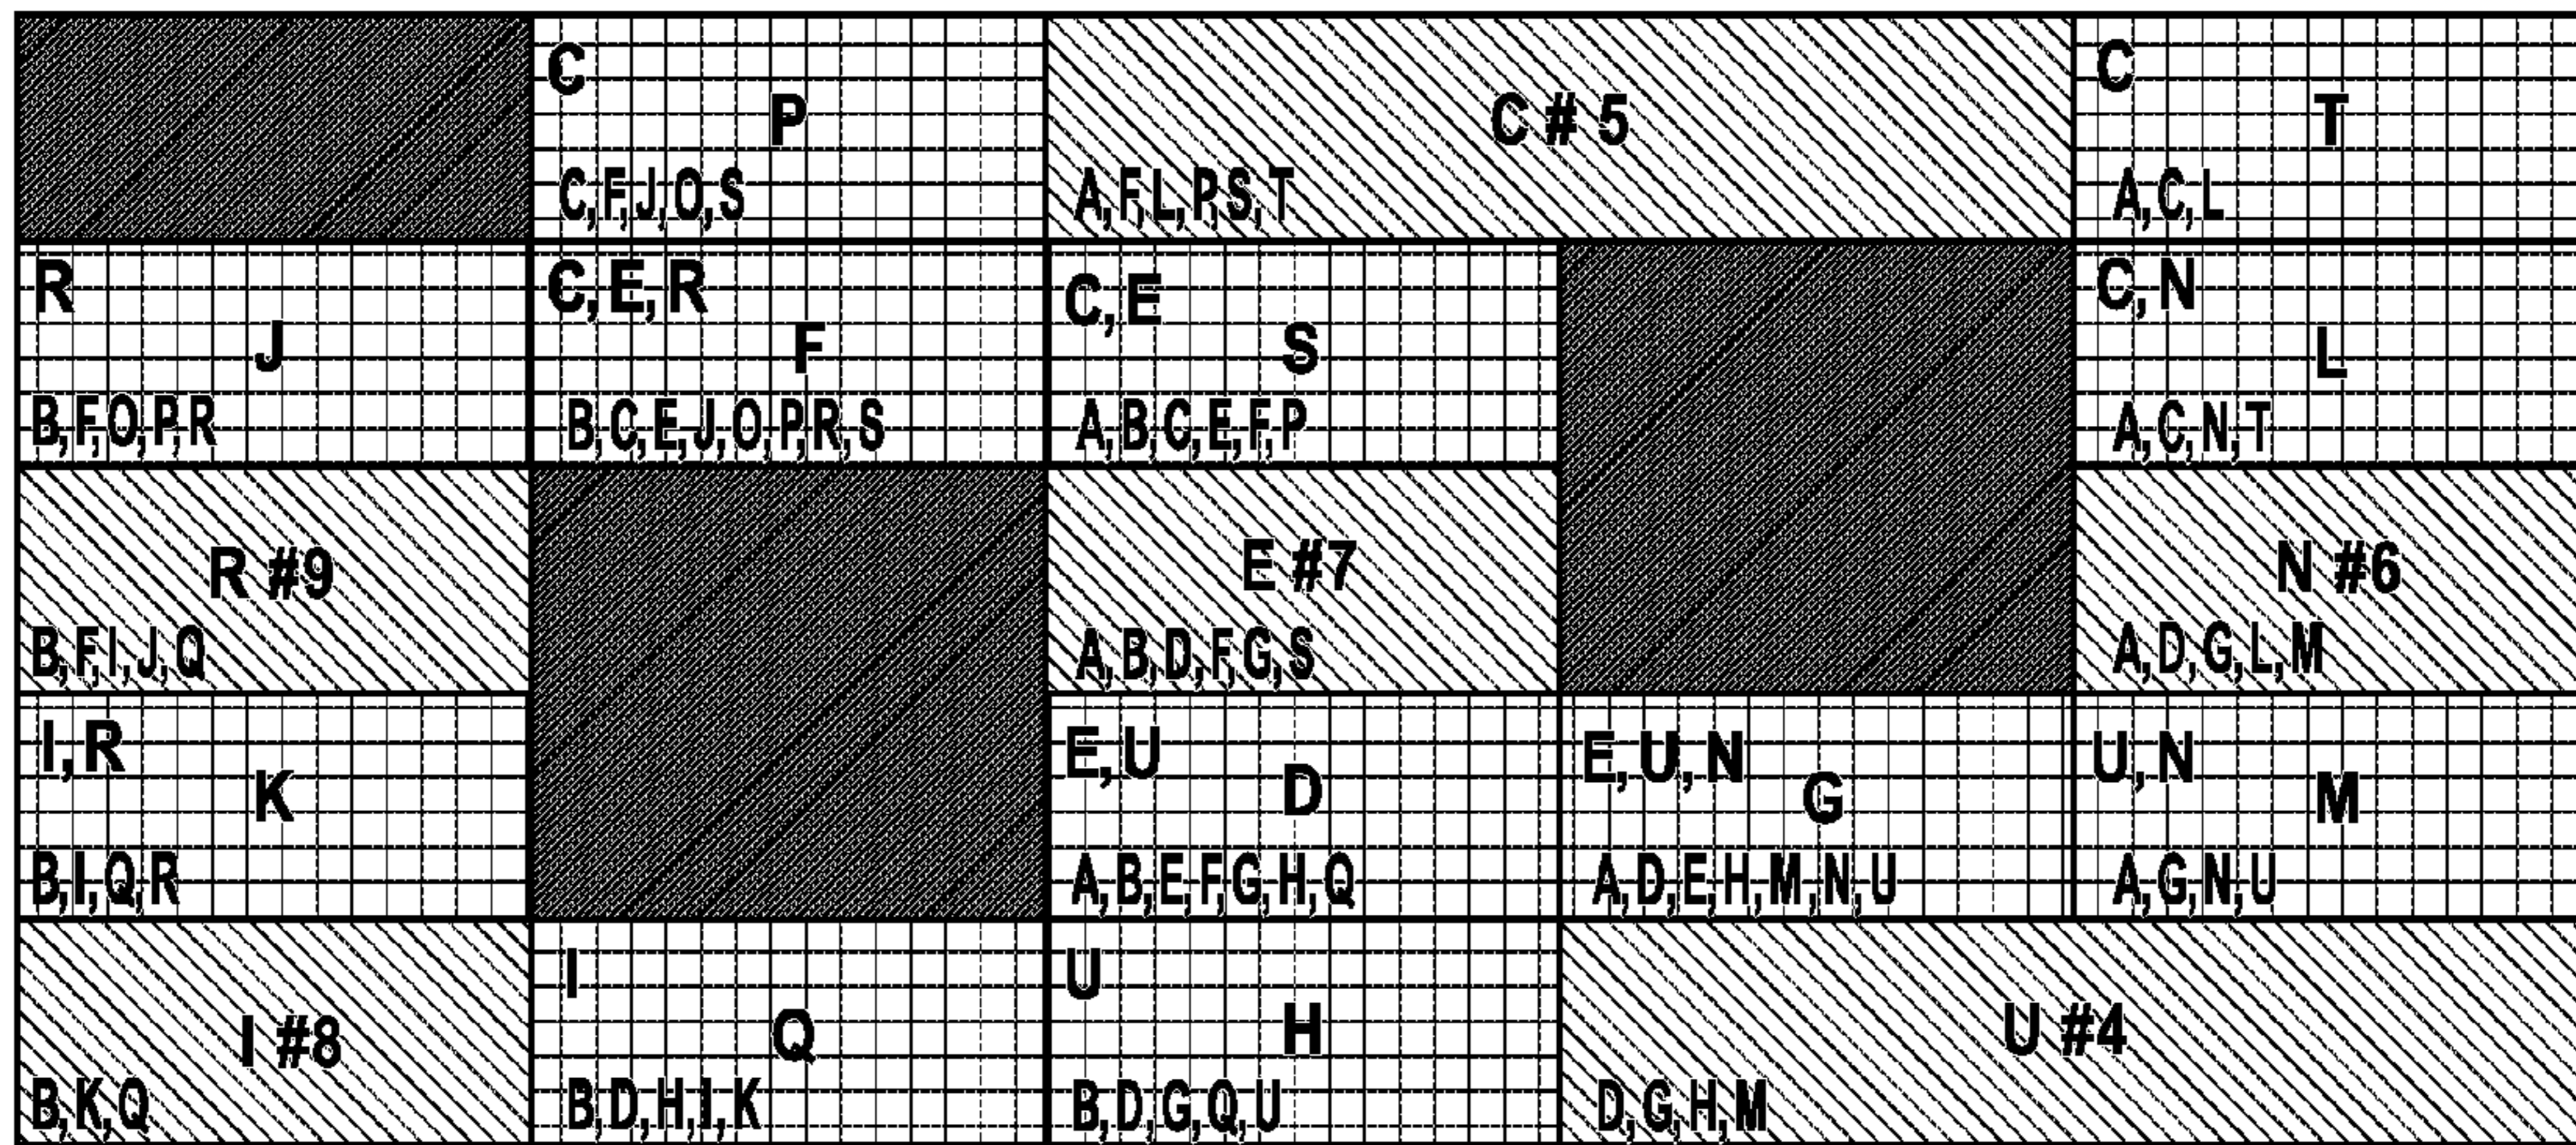 C
P
C,F,J,O,S
C # 5
A,F,L,P,S,T
C
T
A,C,L
R
J
B,F,O,P,R
C,E,R
F
B,C,E,J,O,P,R,S
C,E
S
A,B,C,E,F,P
C,N
L
A,C,N,T
R #9
B,F,I,J,Q
E #7
A,B,D,F,G,S
N #6
A,D,G,L,M
I,R
K
B,I,Q,R
E,U
D
A,B,E,F,G,H,Q
E,U,N
G
A,D,E,H,M,N,U
U,N
M
A,G,N,U
I #8
B,K,Q
I
Q
B,D,H,I,K
U
H
B,D,G,Q,U
U #4
D,G,H,M